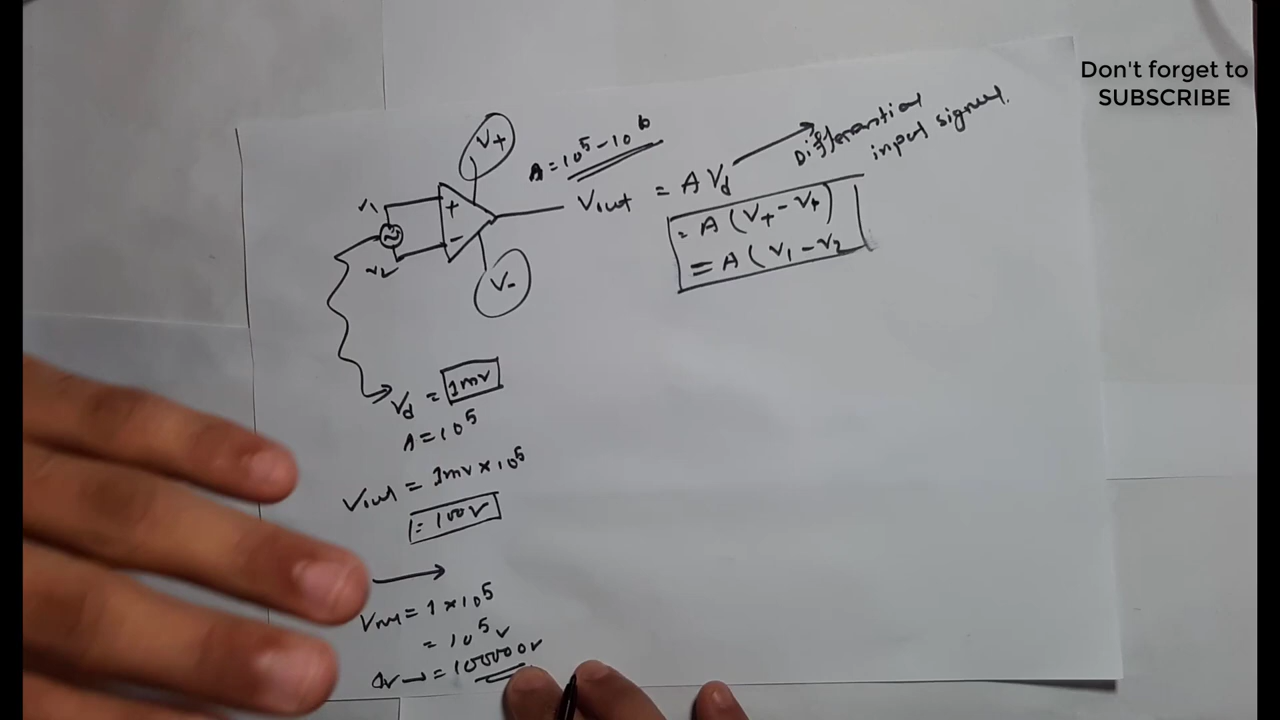 Don't forget to
SUBSCRIBE
V+
A = 10^5 - 10^6
Differential
input signal.
Vout = A Vd
= A (V+ - V+)
= A (V1 - V2
V1
+
-
V2
V-
Vd = 1mv
A = 10^5
Vout = 1mv × 10^5
= 100v
Vout = 1 × 10^5
= 10^5 v
= 100000v